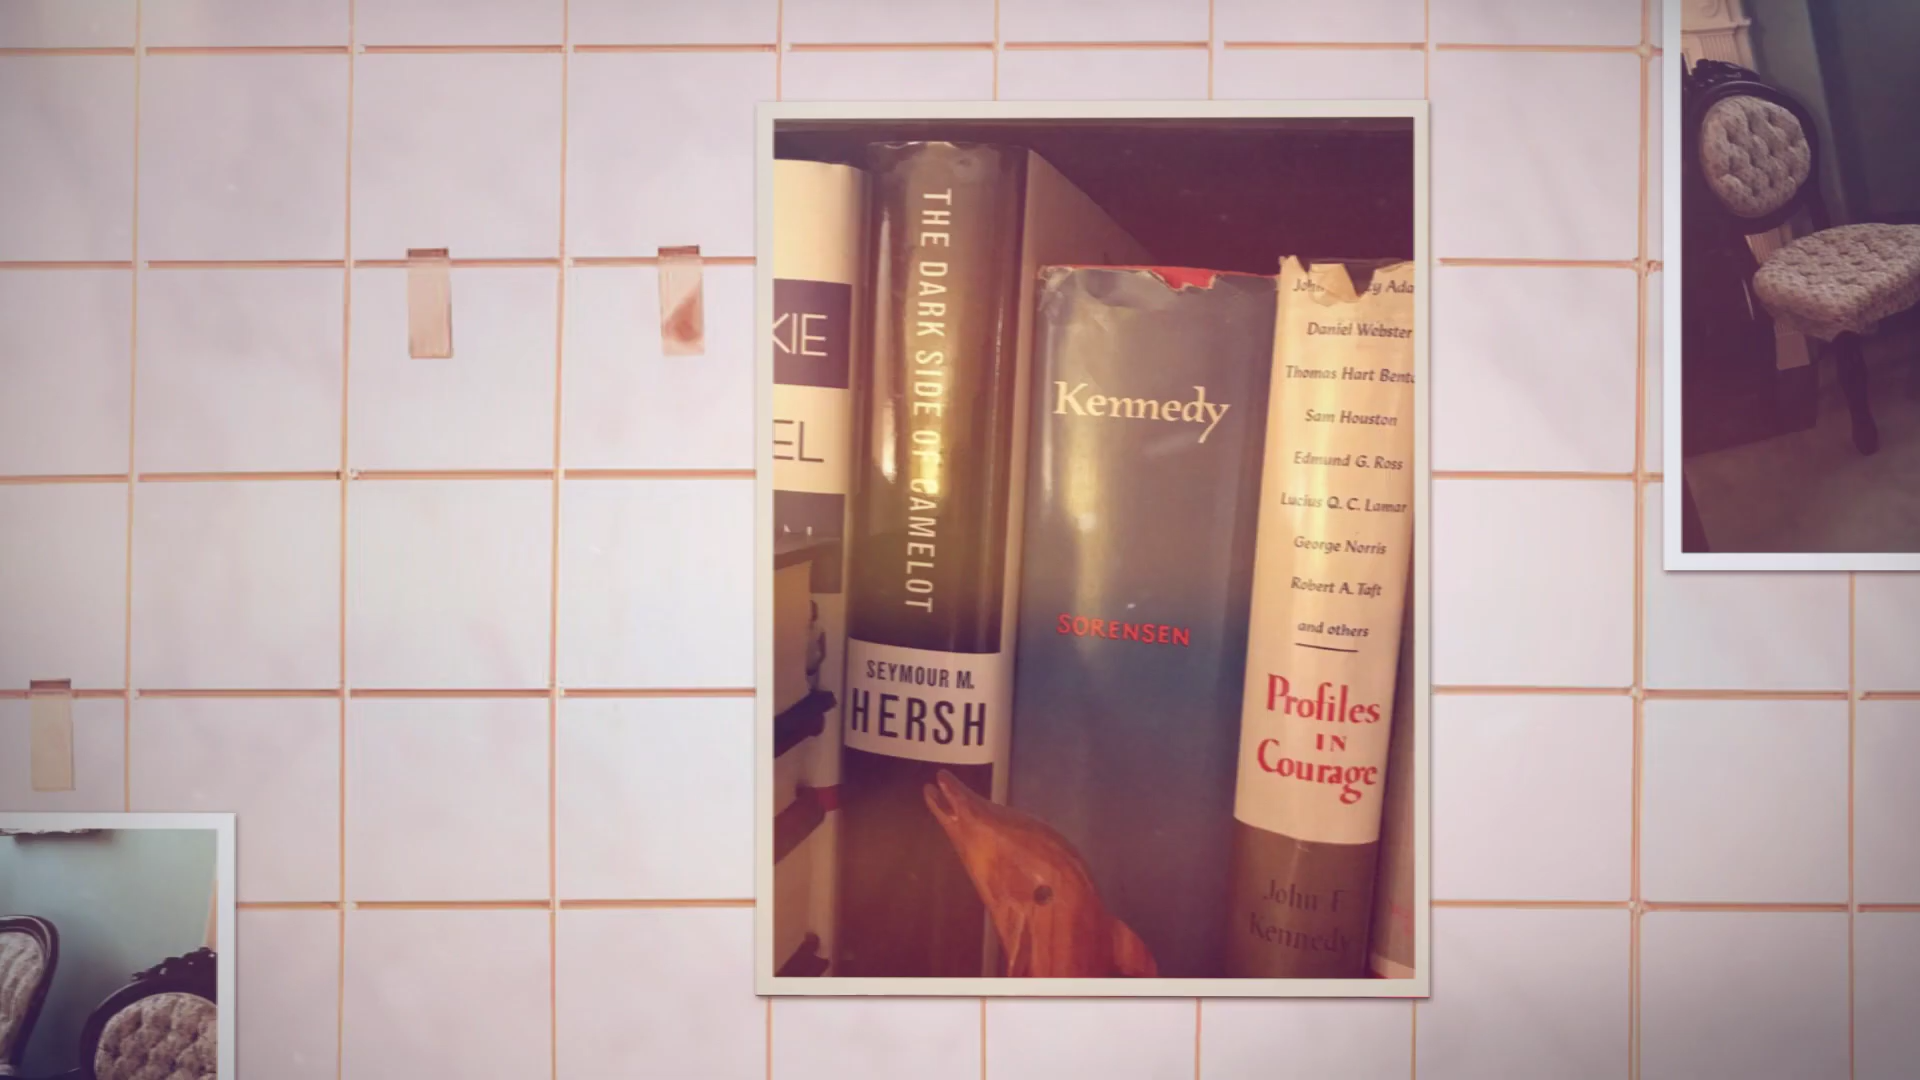 KIE
EL
THE DARK SIDE OF CAMELOT
SEYMOUR M.
HERSH
Kennedy
SORENSEN
Daniel Webster
Thomas Hart Bento
Sam Houston
Edmund G. Ross
Lucius Q. C. Lamar
George Norris
Robert A. Taft
and others
Profiles
IN
Courage
John F
Kennedy